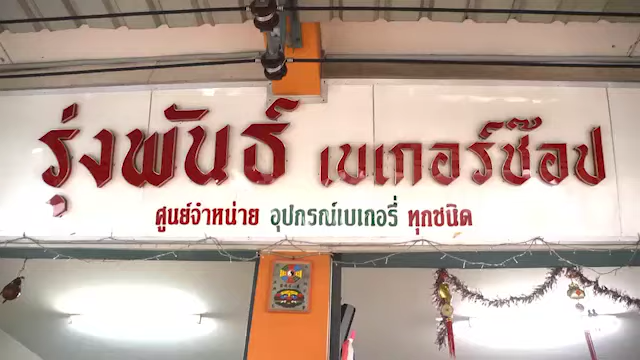 รุ่งพันธ์ เบเกอร์ช๊อป
ศูนย์จำหน่าย อุปกรณ์เบเกอรี่ ทุกชนิด